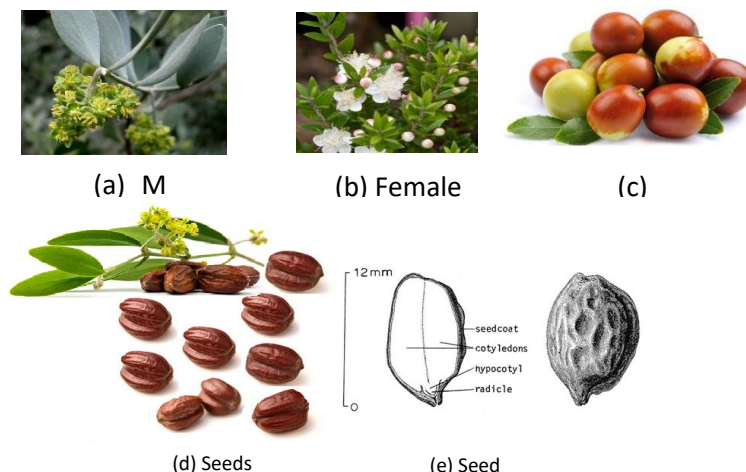 (a) M
(b) Female
(c)
12mm
seedcoat
cotyledons
hypocotyl
radicle
0
(d) Seeds
(e) Seed